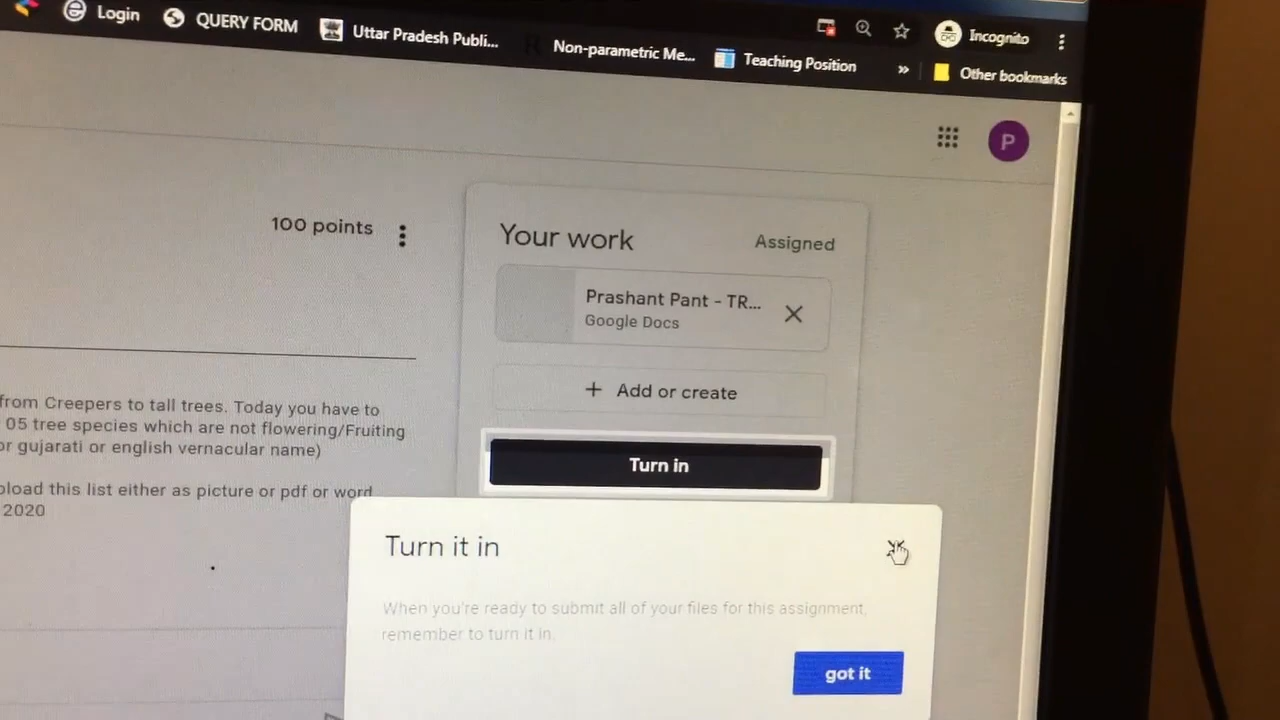 Login
QUERY FORM
Uttar Pradesh Publi...
Non-parametric Me...
Teaching Position
Incognito
»
Other bookmarks
P
100 points
Your work
Assigned
Prashant Pant - TR...
Google Docs
+ Add or create
Turn in
from Creepers to tall trees. Today you have to
05 tree species which are not flowering/Fruiting
or gujarati or english vernacular name)
load this list either as picture or pdf or word
2020
Turn it in
When you're ready to submit all of your files for this assignment,
remember to turn it in.
got it